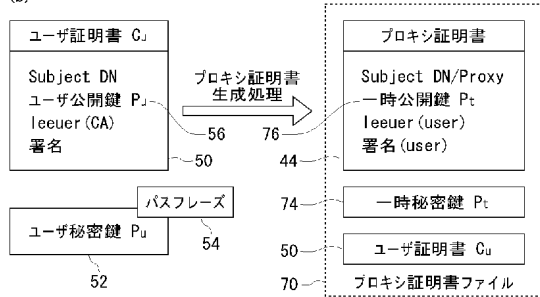 ユーザ証明書 Cu
Subject DN
ユーザ公開鍵 Pu
Ieeuer(CA)
署名
56
50
プロキシ証明書
生成処理
76
パスフレーズ
54
ユーザ秘密鍵 Pu
52
プロキシ証明書
Subject DN/Proxy
一時公開鍵 Pt
Ieeuer(user)
署名(user)
44
74
一時秘密鍵 Pt
50
ユーザ証明書 Cu
70
プロキシ証明書ファイル